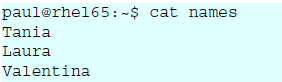 paul@rhel65:~$ cat names
Tania
Laura
Valentina